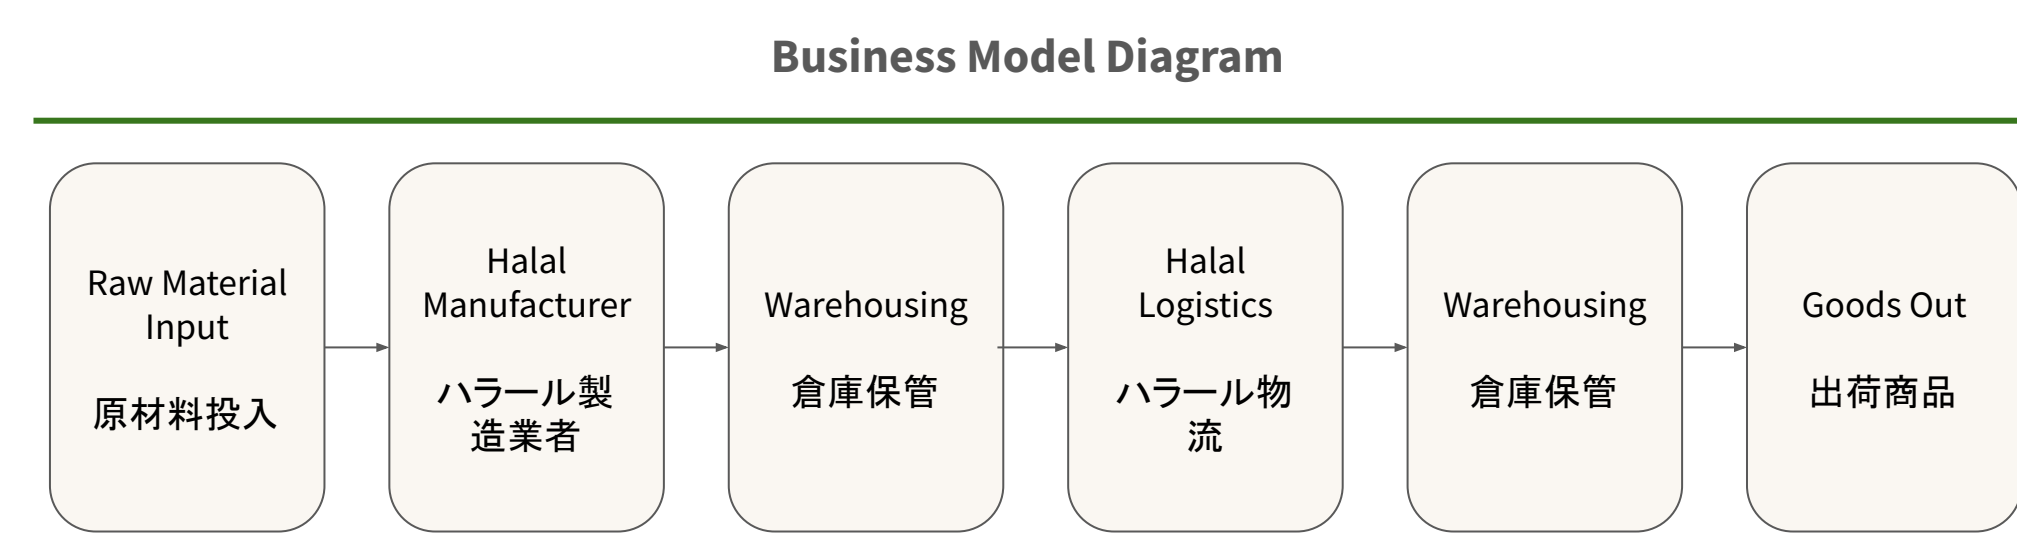 Business Model Diagram
Raw Material
Input
原材料投入
Halal
Manufacturer
ハラール製
造業者
Warehousing
倉庫保管
Halal
Logistics
ハラール物
流
Warehousing
倉庫保管
Goods Out
出荷商品